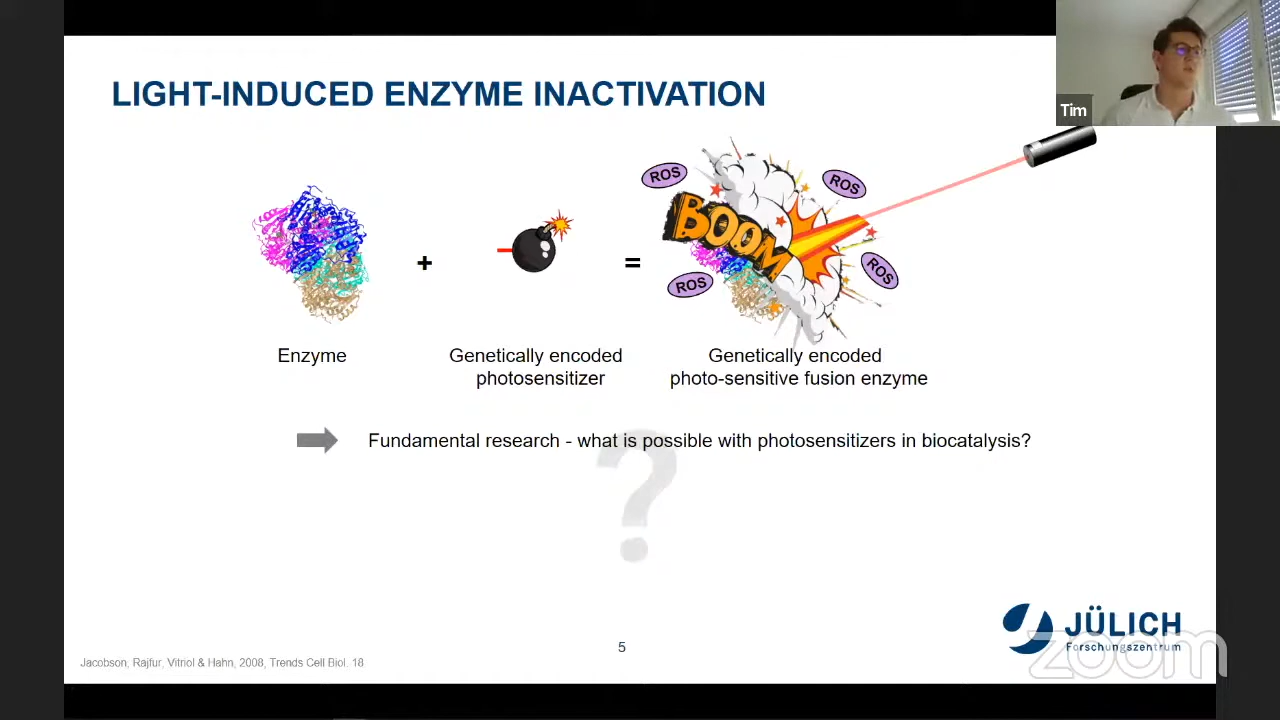 LIGHT-INDUCED ENZYME INACTIVATION
Tim
ROS
ROS
BOOM
ROS
ROS
+
=
Enzyme
Genetically encoded
photosensitizer
Genetically encoded
photo-sensitive fusion enzyme
Fundamental research - what is possible with photosensitizers in biocatalysis?
?
JÜLICH
Forschungszentrum
zoom
5
Jacobson, Rajfur, Vitriol & Hahn, 2008, Trends Cell Biol. 18